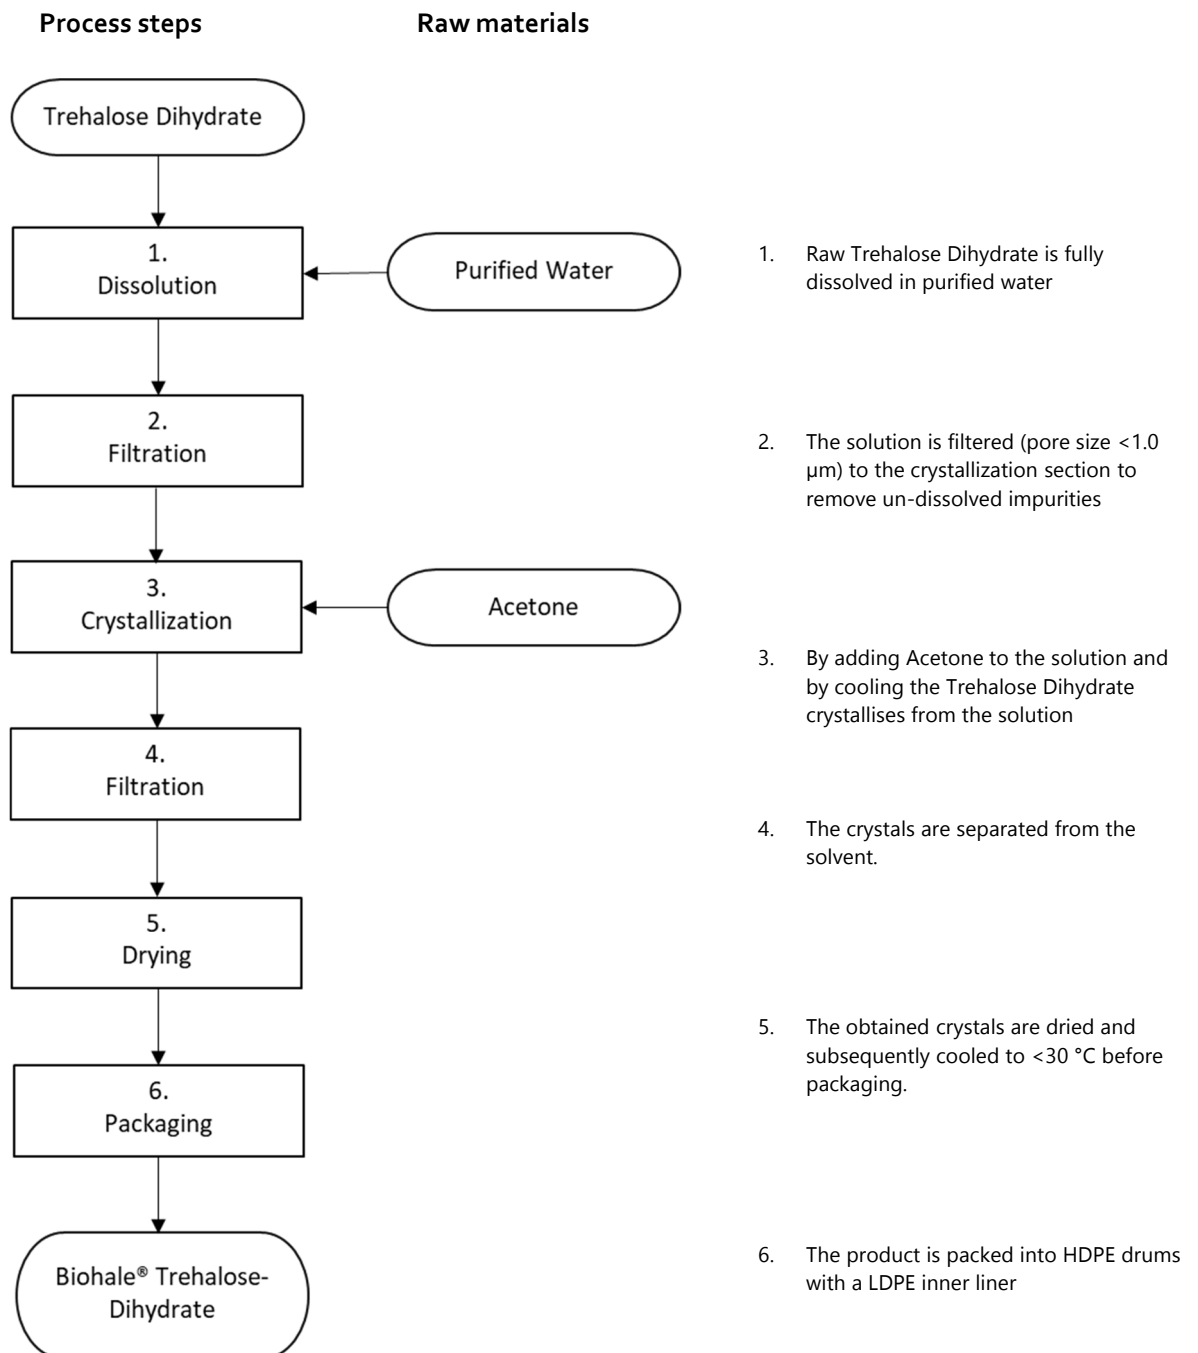 Process steps
Raw materials
Trehalose Dihydrate
1.
Dissolution
Purified Water
1. Raw Trehalose Dihydrate is fully
dissolved in purified water
2.
Filtration
2. The solution is filtered (pore size <1.0
µm) to the crystallization section to
remove un-dissolved impurities
3.
Crystallization
Acetone
3. By adding Acetone to the solution and
by cooling the Trehalose Dihydrate
crystallises from the solution
4.
Filtration
4. The crystals are separated from the
solvent.
5.
Drying
5. The obtained crystals are dried and
subsequently cooled to <30 °C before
packaging.
6.
Packaging
Biohale® Trehalose-
Dihydrate
6. The product is packed into HDPE drums
with a LDPE inner liner